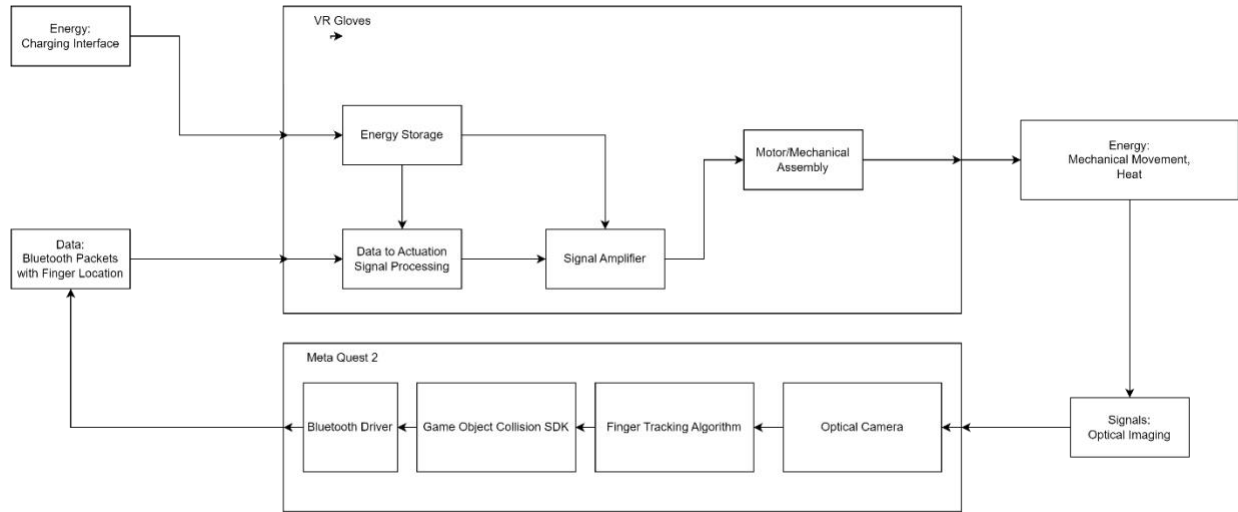 Energy:
Charging Interface
VR Gloves
Energy Storage
Motor/Mechanical
Assembly
Energy:
Mechanical Movement,
Heat
Data:
Bluetooth Packets
with Finger Location
Data to Actuation
Signal Processing
Signal Amplifier
Meta Quest 2
Bluetooth Driver
Game Object Collision SDK
Finger Tracking Algorithm
Optical Camera
Signals:
Optical Imaging